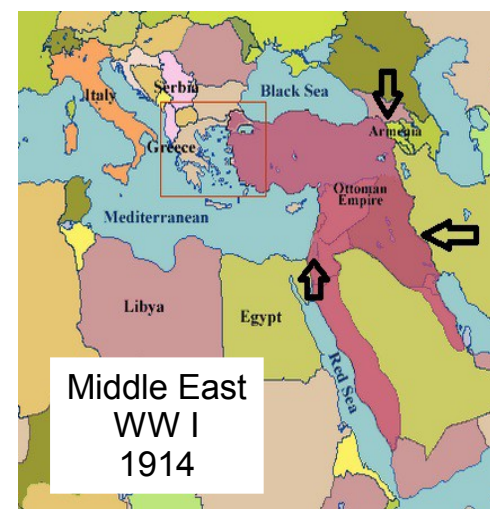 Black Sea
Serbia
Italy
Armenia
Greece
Ottoman
Empire
Mediterranean
Libya
Egypt
Red Sea
Middle East
WW I
1914